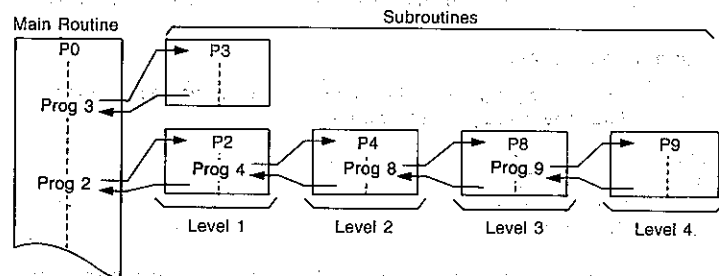 Main Routine
Subroutines
P0
P3
Prog 3
P2
P4
P8
P9
Prog 4
Prog 8
Prog 9
Prog 2
Level 1
Level 2
Level 3
Level 4.